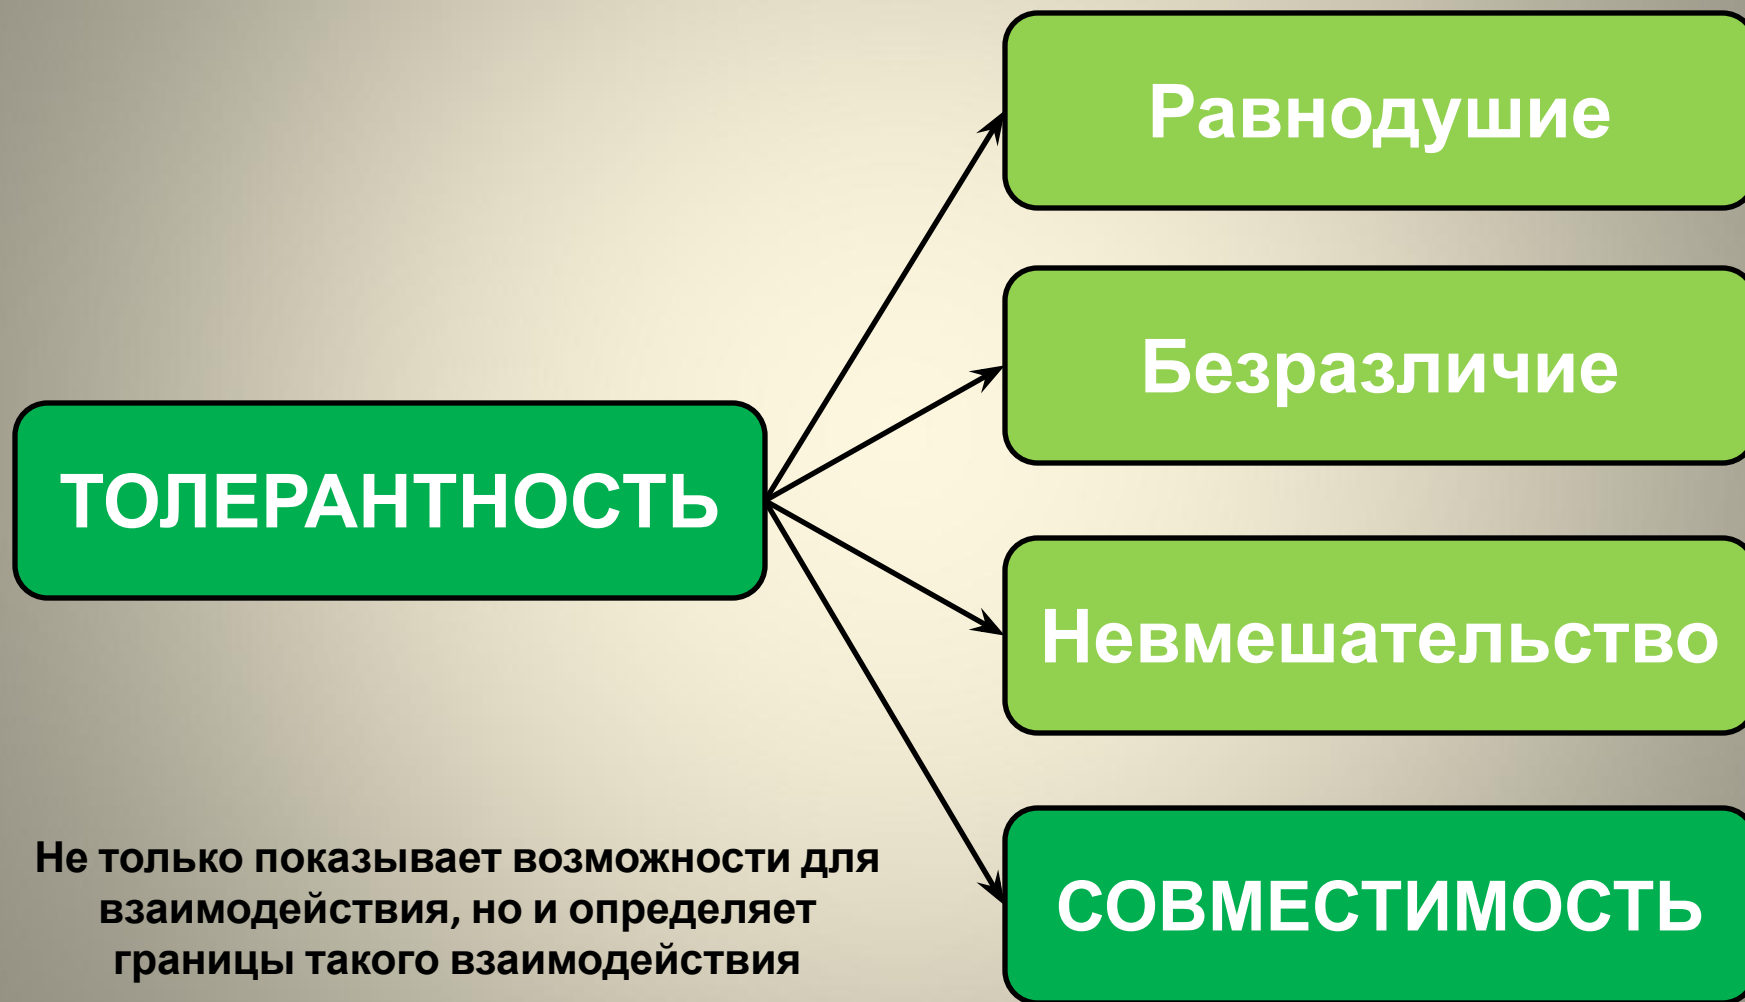 Равнодушие
Безразличие
ТОЛЕРАНТНОСТЬ
Невмешательство
СОВМЕСТИМОСТЬ
Не только показывает возможности для
взаимодействия, но и определяет
границы такого взаимодействия